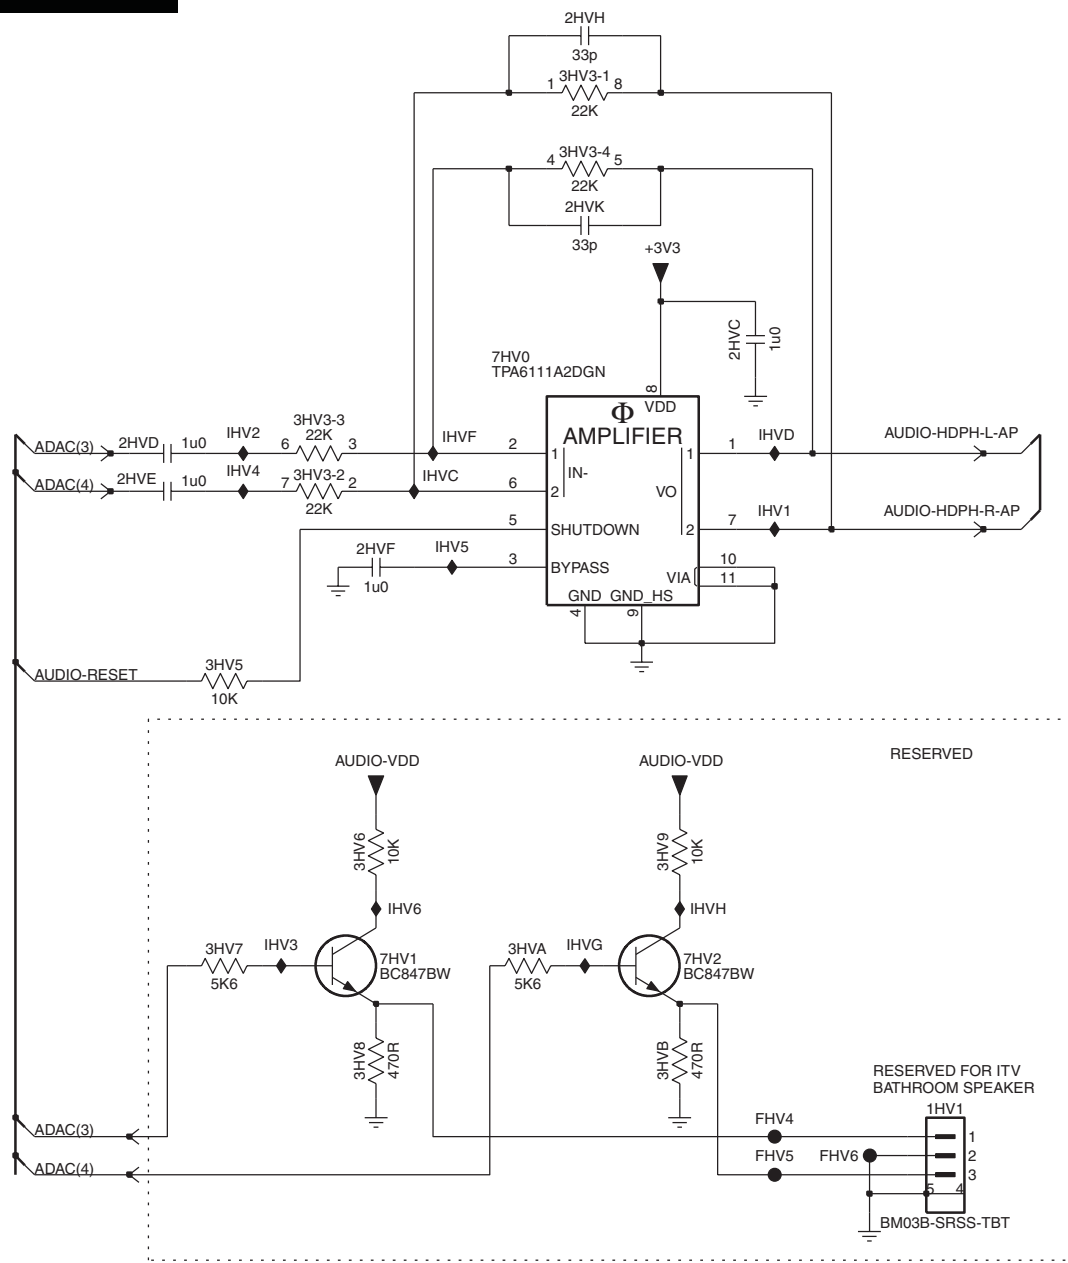 2HVH
33p
1 3HV3-1 8
22K
4 3HV3-4 5
22K
2HVK
33p
+3V3
2HVC
1u0
7HV0
TPA6111A2DGN
8
Φ
VDD
AMPLIFIER
ADAC(3) 2HVD 1u0 IHV2 6 3HV3-3 22K 3 IHVF 2 1
1 1 IHVD AUDIO-HDPH-L-AP
IN-
VO
ADAC(4) 2HVE 1u0 IHV4 7 3HV3-2 2 22K IHVC 6 2
2 7 IHV1 AUDIO-HDPH-R-AP
5 SHUTDOWN
2HVF 1u0 IHV5 3 BYPASS
VIA 10
11
GND GND_HS
4 9
AUDIO-RESET 3HV5
10K
RESERVED
AUDIO-VDD AUDIO-VDD
3HV6 10K 3HV9 10K
IHV6 IHVH
3HV7 IHV3 7HV1 3HVA IHVG 7HV2
5K6 BC847BW 5K6 BC847BW
3HV8 470R 3HVB 470R
RESERVED FOR ITV
BATHROOM SPEAKER
1HV1
ADAC(3) FHV4 1
FHV6 2
ADAC(4) FHV5 3
5 4
BM03B-SRSS-TBT